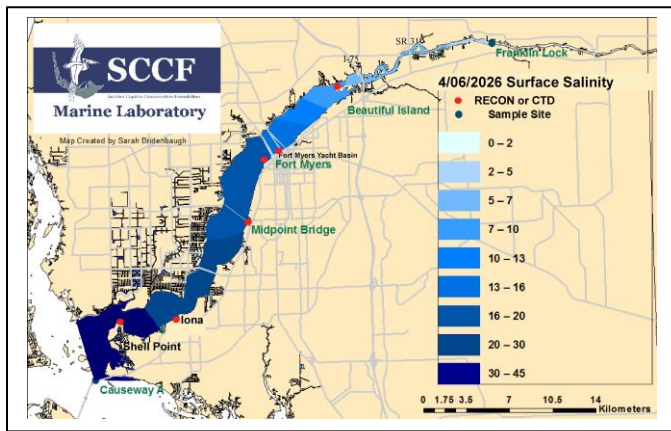 SCCF
Sanibel-Captiva Conservation Foundation
Marine Laboratory
Map Created by Sarah Bridenbaugh
SR 31
Franklin Lock
4/06/2026 Surface Salinity
RECON or CTD
Sample Site
Beautiful Island
Fort Myers Yacht Basin
Fort Myers
Midpoint Bridge
Iona
Shell Point
Causeway A
0 – 2
2 – 5
5 – 7
7 – 10
10 – 13
13 – 16
16 – 20
20 – 30
30 – 45
0 1.75 3.5 7 10.5 14
Kilometers